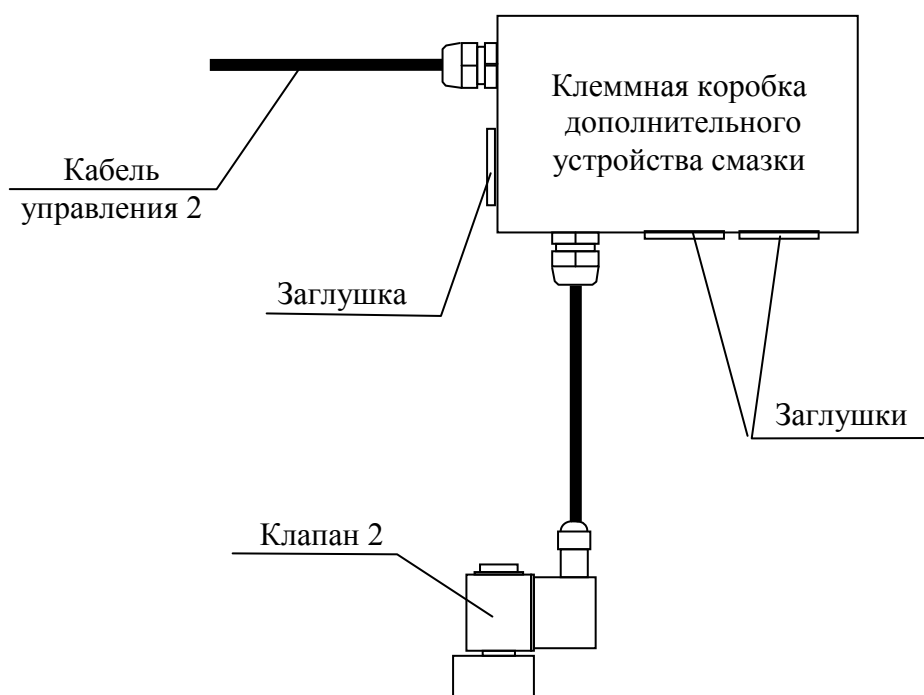 Клеммная коробка
дополнительного
устройства смазки
Кабель
управления 2
Заглушка
Заглушки
Клапан 2